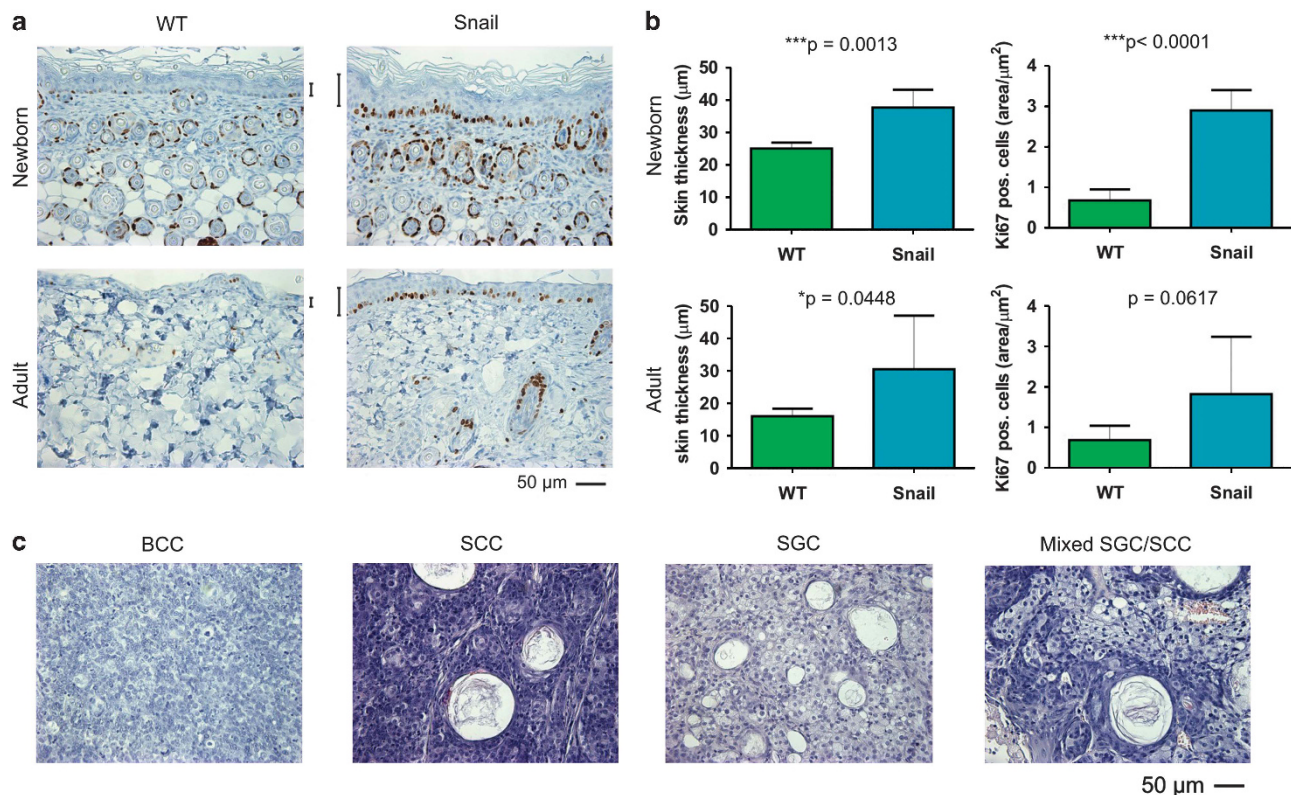 a
WT
Snail
Newborn
Adult
50 µm
b
Newborn
***p = 0.0013
Skin thickness (µm)
50
40
30
20
10
0
WT
Snail
***p< 0.0001
Ki67 pos. cells (area/µm²)
4
3
2
1
0
WT
Snail
Adult
*p = 0.0448
skin thickness (µm)
50
40
30
20
10
0
WT
Snail
p = 0.0617
Ki67 pos. cells (area/µm²)
4
3
2
1
0
WT
Snail
c
BCC
SCC
SGC
Mixed SGC/SCC
50 µm